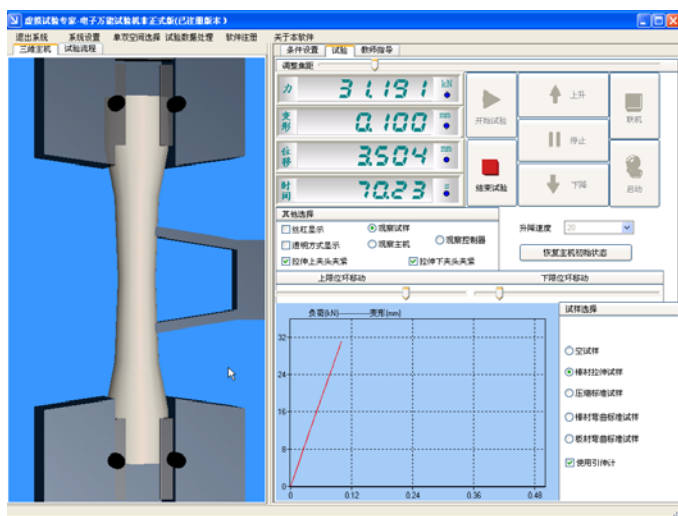 虚拟试验专家-电子万能试验机非正式版(已注册版本)
退出系统 系统设置 单双空间选择 试验数据处理 软件注册 关于本软件
三维主机 试验流程
条件设置 试验 教师指导
调整焦距
力 31.191 kN
变形 0.100 mm
位移 3.504 mm
时间 70.23 s
开始试验 上升 联机
停止
结束试验 下降 启动
其他选择
丝杠显示 观察试样
透明方式显示 观察主机 观察控制器
拉伸上夹头夹紧 拉伸下夹头夹紧
升降速度 20
恢复主机初始状态
上限位环移动 下限位环移动
负荷(kN)----------变形(mm)
32
24
16
8
0
0 0.12 0.24 0.36 0.48
试样选择
空试样
棒材拉伸试样
压缩标准试样
棒材弯曲标准试样
板材弯曲标准试样
使用引伸计